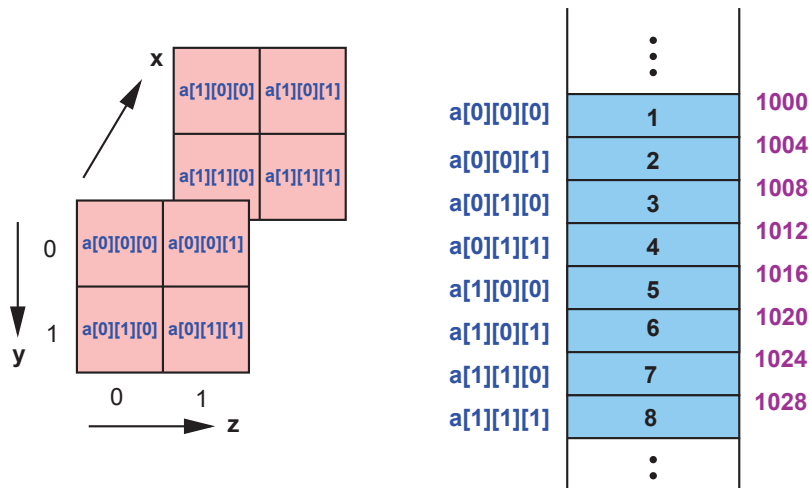 x
a[1][0][0] a[1][0][1]
a[1][1][0] a[1][1][1]
0 a[0][0][0] a[0][0][1]
1 a[0][1][0] a[0][1][1]
y
0 1
z
a[0][0][0] 1 1000
a[0][0][1] 2 1004
a[0][1][0] 3 1008
a[0][1][1] 4 1012
a[1][0][0] 5 1016
a[1][0][1] 6 1020
a[1][1][0] 7 1024
a[1][1][1] 8 1028